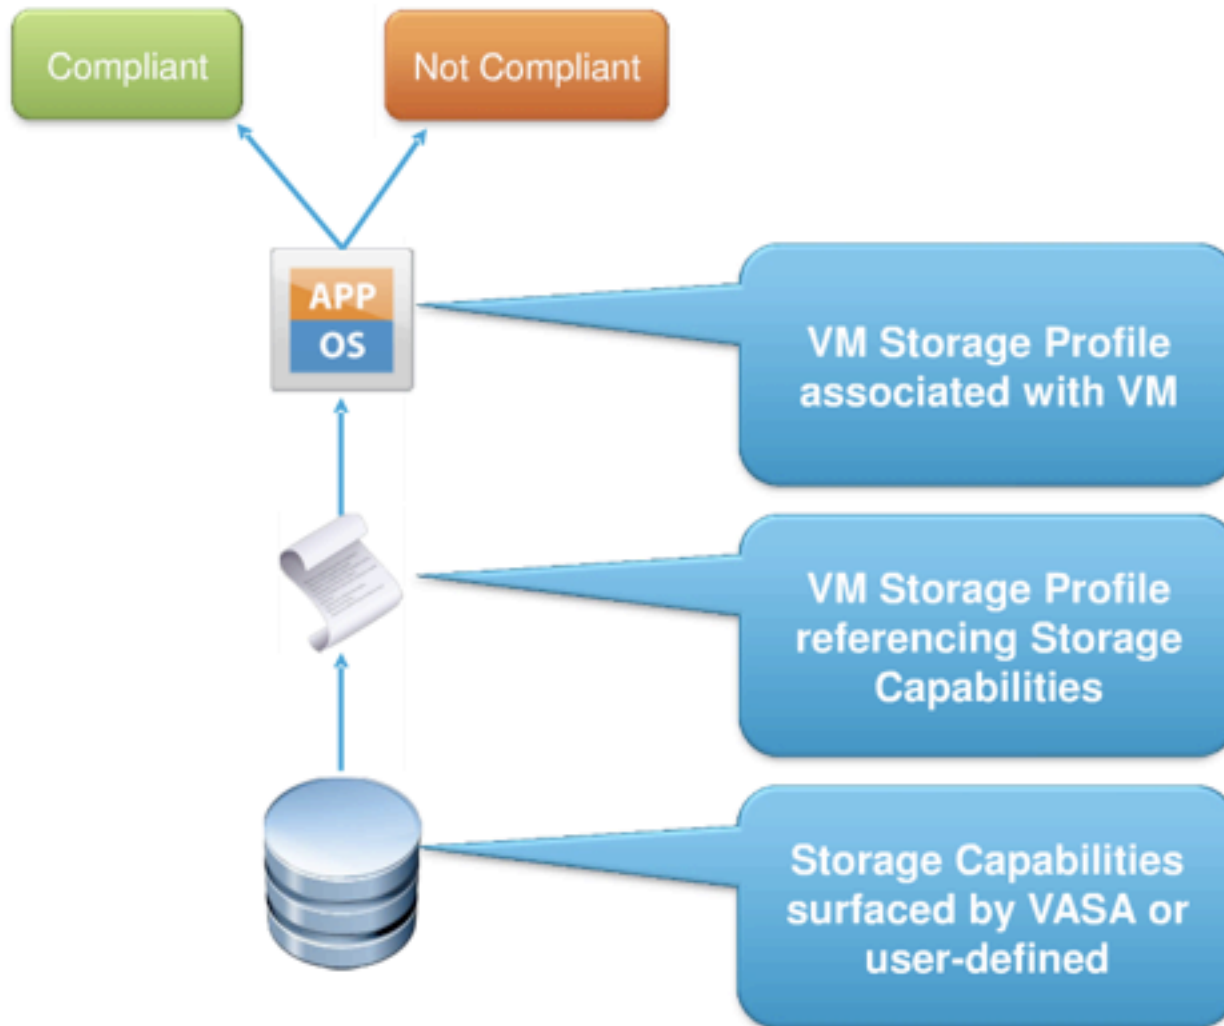 Compliant
Not Compliant
APP
OS
VM Storage Profile
associated with VM
VM Storage Profile
referencing Storage
Capabilities
Storage Capabilities
surfaced by VASA or
user-defined